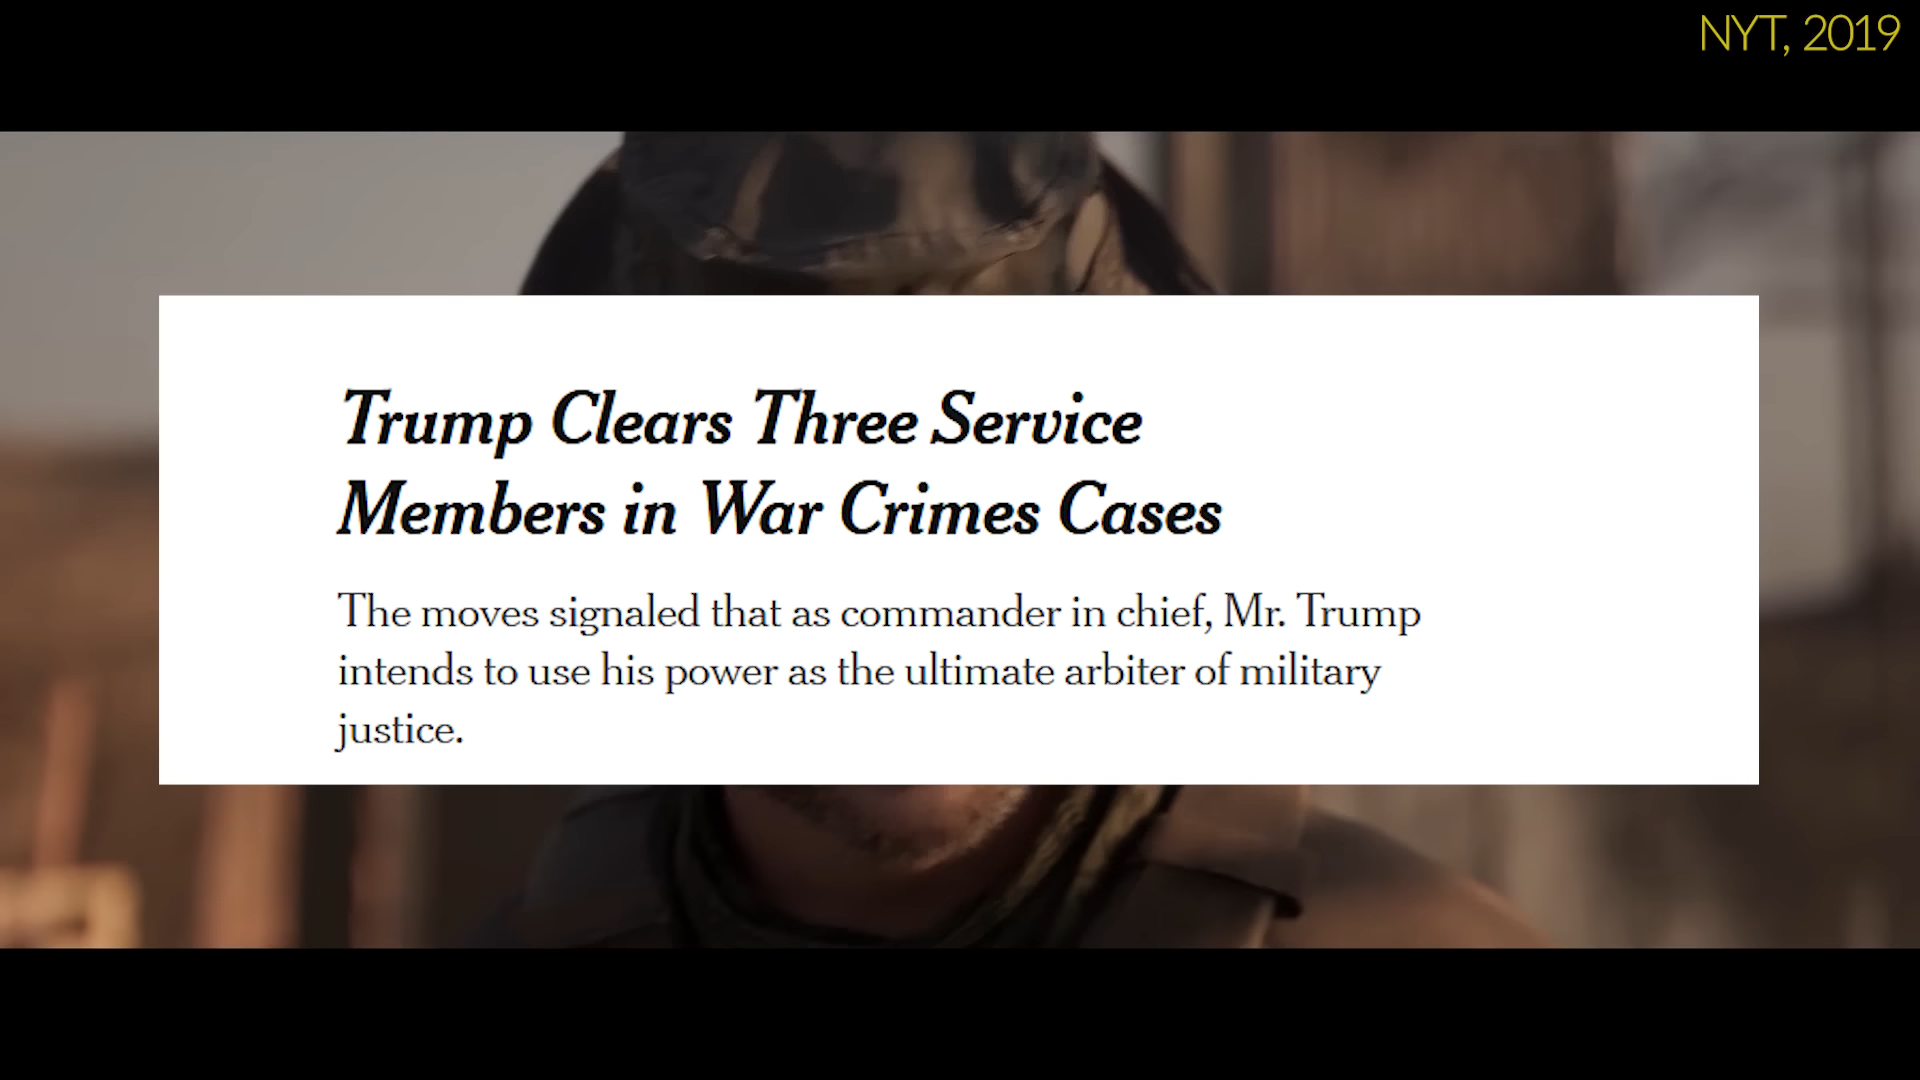 NYT, 2019
Trump Clears Three Service
Members in War Crimes Cases
The moves signaled that as commander in chief, Mr. Trump
intends to use his power as the ultimate arbiter of military
justice.